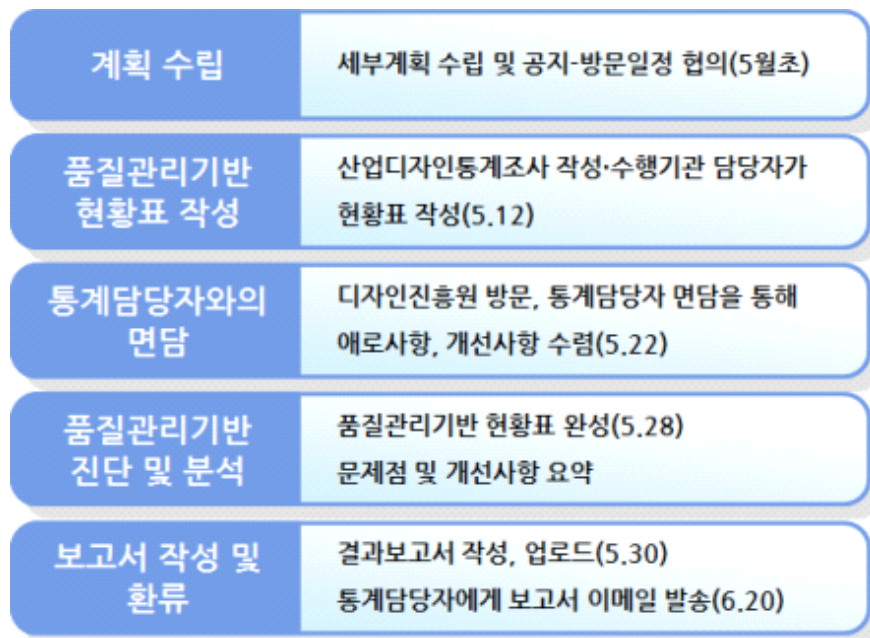 계획 수립
세부계획 수립 및 공지-방문일정 협의(5월초)
품질관리기반
현황표 작성
산업디자인통계조사 작성·수행기관 담당자가
현황표 작성(5.12)
통계담당자와의
면담
디자인진흥원 방문, 통계담당자 면담을 통해
애로사항, 개선사항 수렴(5.22)
품질관리기반
진단 및 분석
품질관리기반 현황표 완성(5.28)
문제점 및 개선사항 요약
보고서 작성 및
환류
결과보고서 작성, 업로드(5.30)
통계담당자에게 보고서 이메일 발송(6.20)